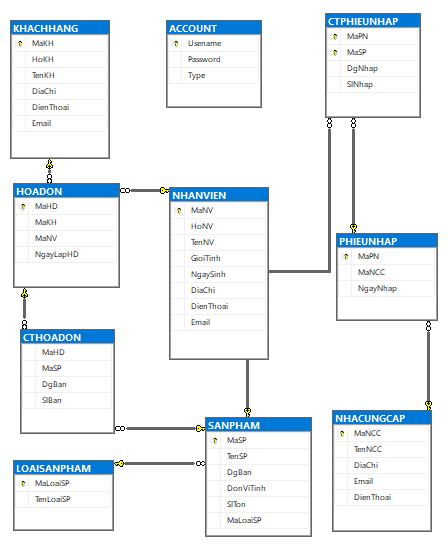 KHACHHANG
MaKH
HoKH
TenKH
DiaChi
DienThoai
Email
ACCOUNT
Usename
Password
Type
CTPHIEUNHAP
MaPN
MaSP
DgNhap
SlNhap
HOADON
MaHD
MaKH
MaNV
NgayLapHD
NHANVIEN
MaNV
HoNV
TenNV
GioiTinh
NgaySinh
DiaChi
DienThoai
Email
PHIEUNHAP
MaPN
MaNCC
NgayNhap
CTHOADON
MaHD
MaSP
DgBan
SlBan
SANPHAM
MaSP
TenSP
DgBan
DonViTinh
SlTon
MaLoaiSP
NHACUNGCAP
MaNCC
TenNCC
DiaChi
Email
DienThoai
LOAISANPHAM
MaLoaiSP
TenLoaiSP